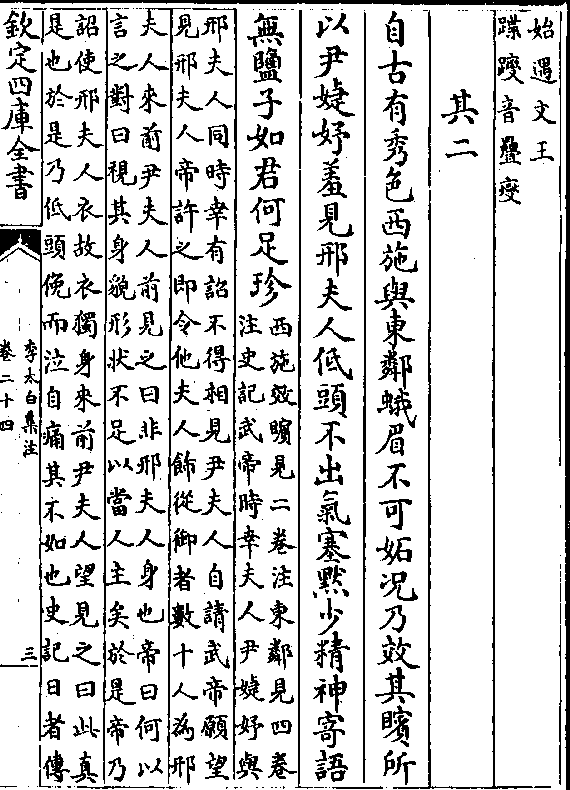 始遇文王
蹀躞音疊燮
其二
自古有秀色西施與東鄰蛾眉不可妬况乃效其矉所
以尹婕妤羞見邢夫人低頭不出氣塞黙少精神寄語
無鹽子如君何足珍
西施效矉見二卷注東鄰見四卷
注史記武帝時幸夫人尹婕妤與
邢夫人同時幸有詔不得相見尹夫人自請武帝願望
見邢夫人帝許之即令他夫人飾從御者數十人為邢
夫人來前尹夫人前見之曰非邢夫人身也帝曰何以
言之對曰視其身貌形狀不足以當人主矣於是帝乃
詔使邢夫人衣故衣獨身來前尹夫人望見之曰此真
是也於是乃低頭俛而泣自痛其不如也史記日者傳
欽定四庫全書
李太白集注
卷二十四
三